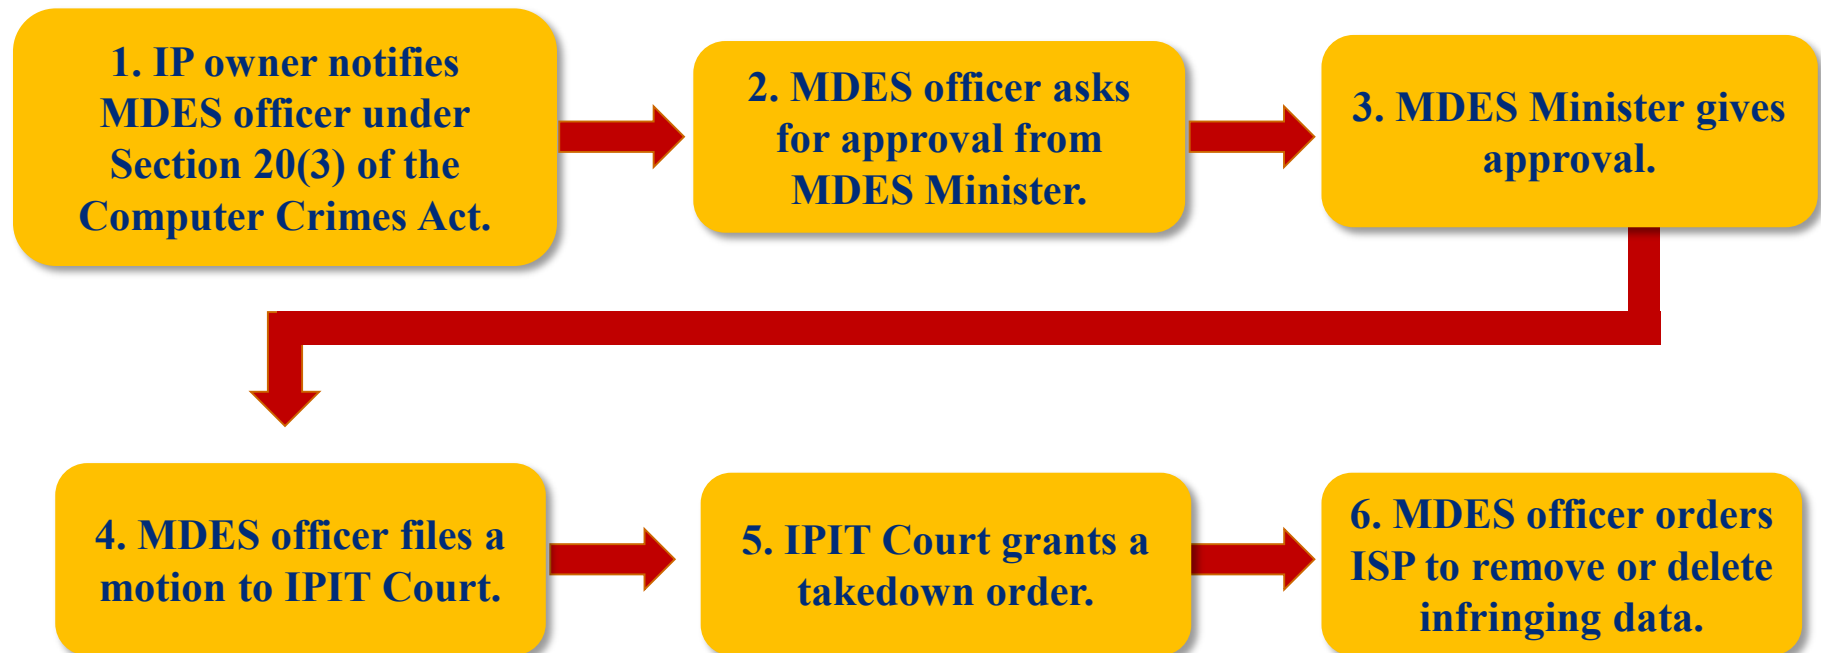 1. IP owner notifies
MDES officer under
Section 20(3) of the
Computer Crimes Act.
2. MDES officer asks
for approval from
MDES Minister.
3. MDES Minister gives
approval.
4. MDES officer files a
motion to IPIT Court.
5. IPIT Court grants a
takedown order.
6. MDES officer orders
ISP to remove or delete
infringing data.